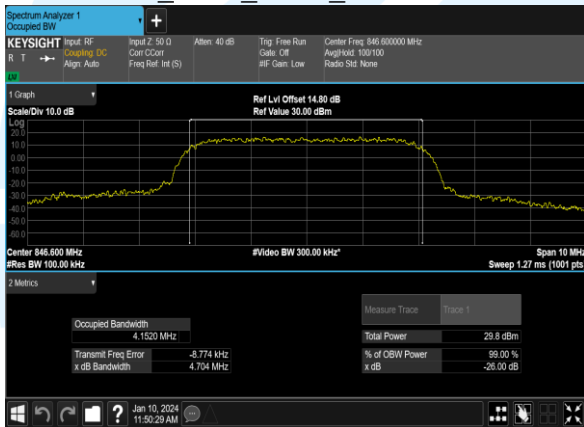 Spectrum Analyzer 1
Occupied BW
KEYSIGHT
R T
LXI
Input: RF
Coupling: DC
Align: Auto
Input Z: 50 Ω
Corr CCorr
Freq Ref: Int (S)
Atten: 40 dB
Trig: Free Run
Gate: Off
#IF Gain: Low
Center Freq: 846.600000 MHz
Avg|Hold: 100/100
Radio Std: None
1 Graph
Scale/Div 10.0 dB
Ref Lvl Offset 14.80 dB
Ref Value 30.00 dBm
Log
20.0
10.0
0.00
-10.0
-20.0
-30.0
-40.0
-50.0
-60.0
Center 846.600 MHz
#Res BW 100.00 kHz
#Video BW 300.00 kHz*
Span 10 MHz
Sweep 1.27 ms (1001 pts
2 Metrics
Measure Trace Trace 1
Occupied Bandwidth
4.1520 MHz
Total Power 29.8 dBm
Transmit Freq Error -8.774 kHz
% of OBW Power 99.00 %
x dB Bandwidth 4.704 MHz
x dB -26.00 dB
?
Jan 10, 2024
11:50:29 AM